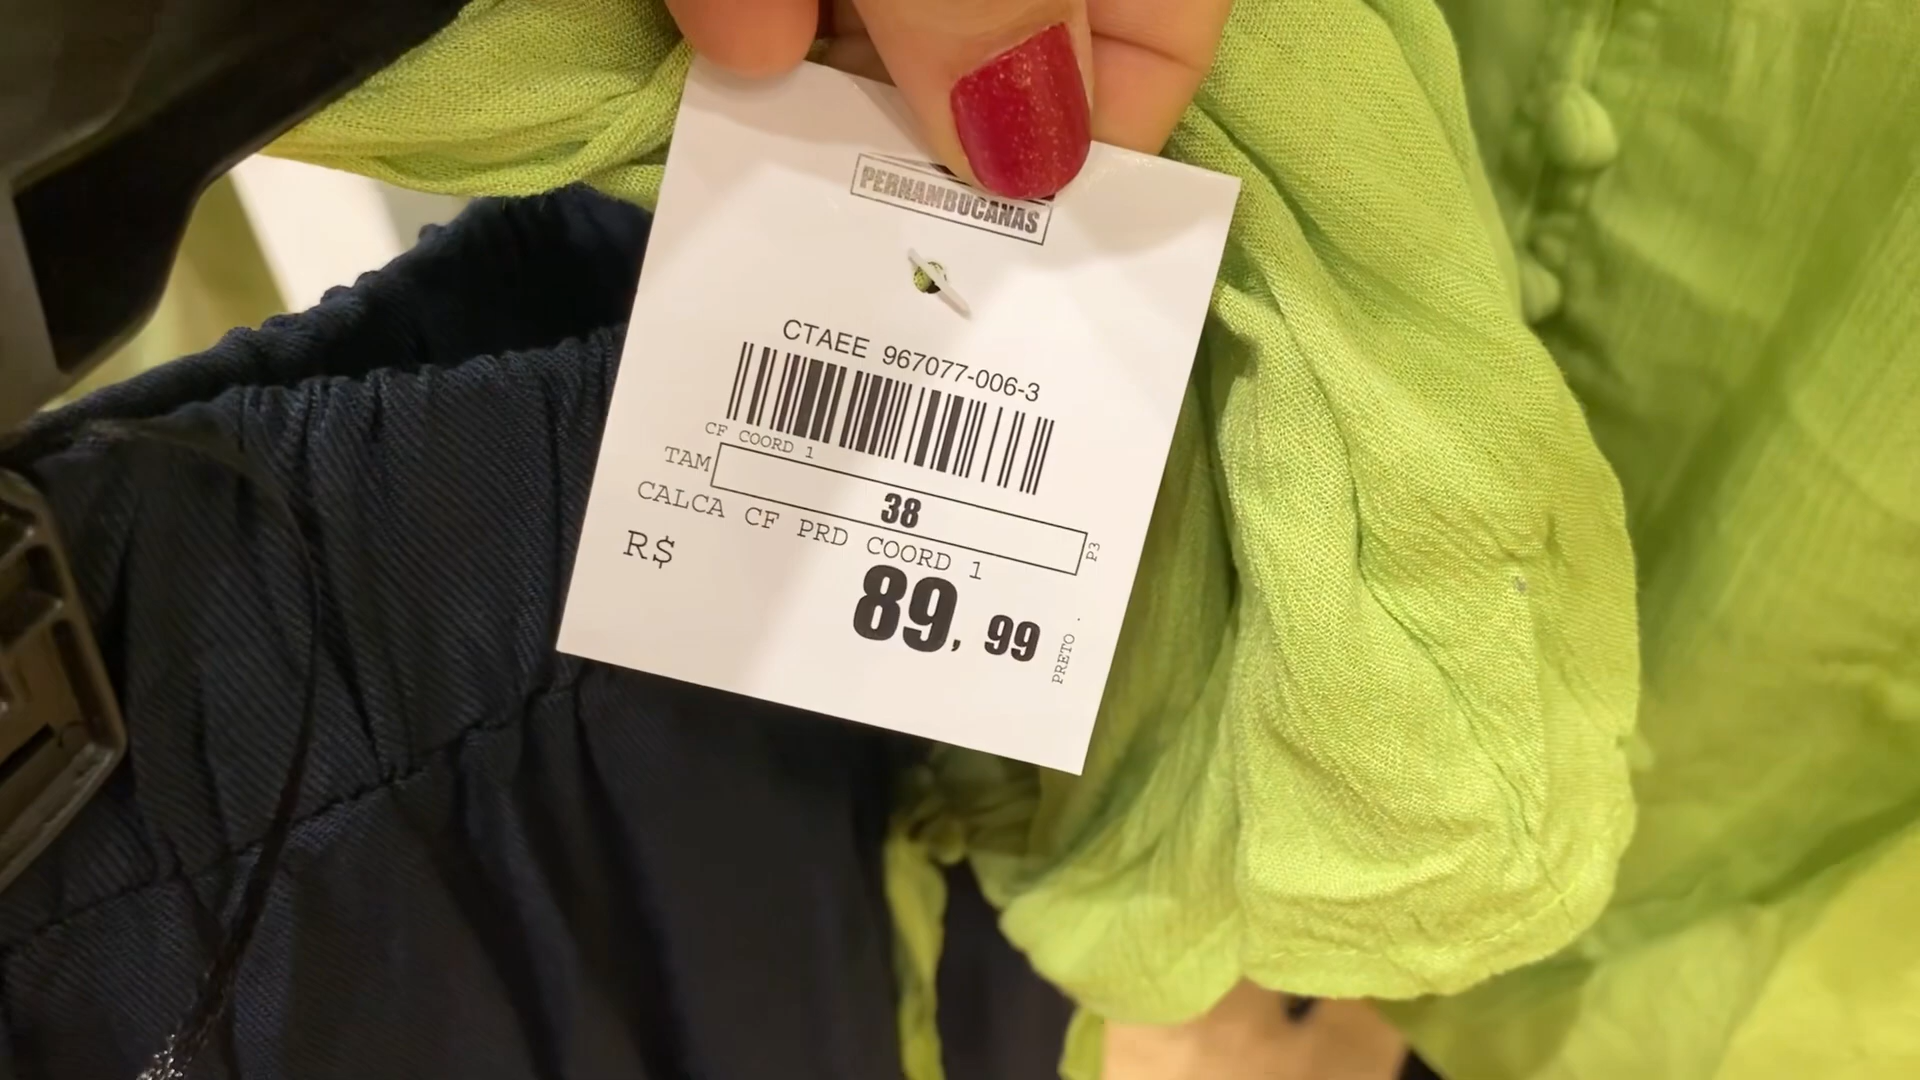 PERNAMBUCANAS
CTAEE 967077-006-3
CF COORD 1
TAM 38 P3
CALCA CF PRD COORD 1
R$ 89,99
PRETO .